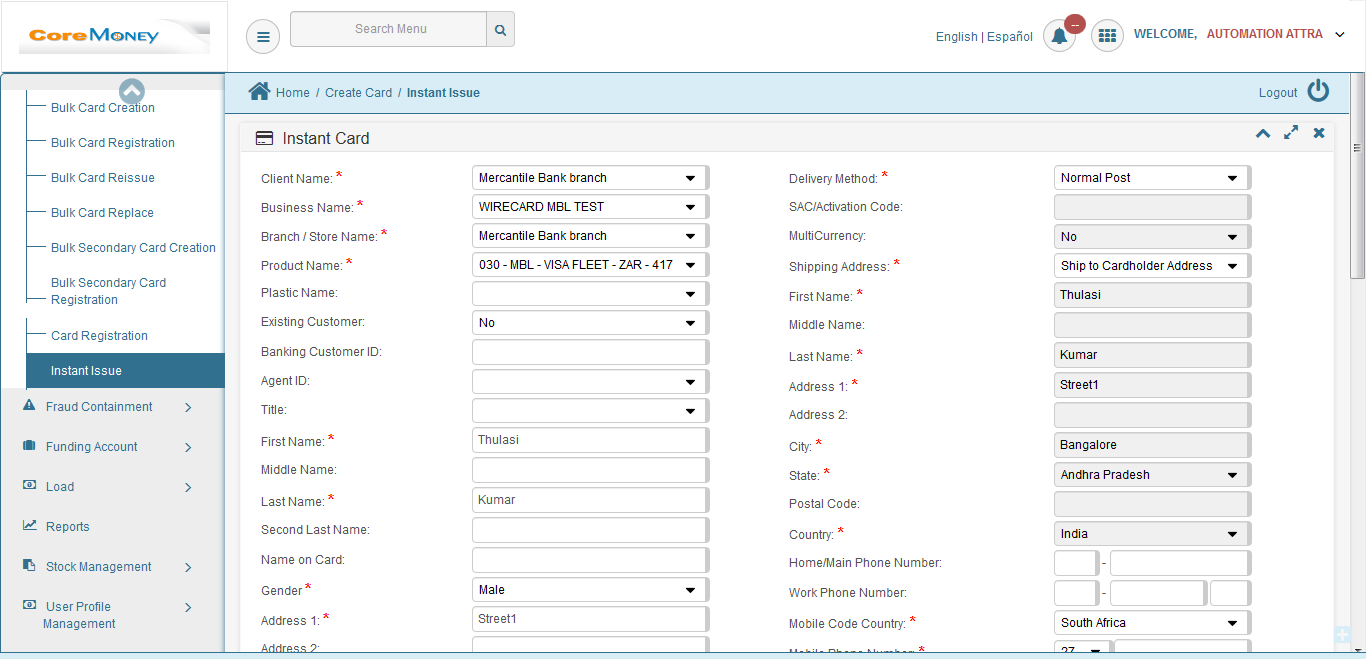 CoreMoney
Search Menu
English | Español
--
WELCOME, AUTOMATION ATTRA
Bulk Card Creation
Bulk Card Registration
Bulk Card Reissue
Bulk Card Replace
Bulk Secondary Card Creation
Bulk Secondary Card
Registration
Card Registration
Instant Issue
Fraud Containment
Funding Account
Load
Reports
Stock Management
User Profile
Management
Home / Create Card / Instant Issue
Logout
Instant Card
Client Name: * Mercantile Bank branch
Business Name: * WIRECARD MBL TEST
Branch / Store Name: * Mercantile Bank branch
Product Name: * 030 - MBL - VISA FLEET - ZAR - 417
Plastic Name:
Existing Customer: No
Banking Customer ID:
Agent ID:
Title:
First Name: * Thulasi
Middle Name:
Last Name: * Kumar
Second Last Name:
Name on Card:
Gender * Male
Address 1: * Street1
Address 2:
Delivery Method: * Normal Post
SAC/Activation Code:
MultiCurrency: No
Shipping Address: * Ship to Cardholder Address
First Name: * Thulasi
Middle Name:
Last Name: * Kumar
Address 1: * Street1
Address 2:
City: * Bangalore
State: * Andhra Pradesh
Postal Code:
Country: * India
Home/Main Phone Number: -
Work Phone Number: -
Mobile Code Country: * South Africa
Mobile Phone Number: * 27